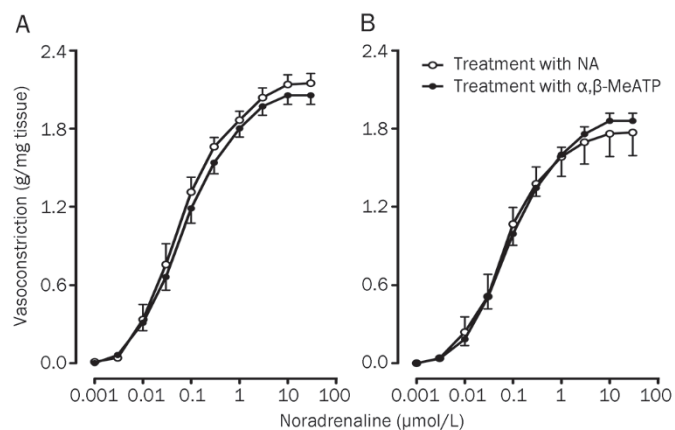 A
B
2.4
2.4
Treatment with NA
Treatment with α,β-MeATP
1.8
1.8
1.2
1.2
0.6
0.6
0.0
0.0
Vasoconstriction (g/mg tissue)
0.001 0.01 0.1 1 10 100
0.001 0.01 0.1 1 10 100
Noradrenaline (μmol/L)